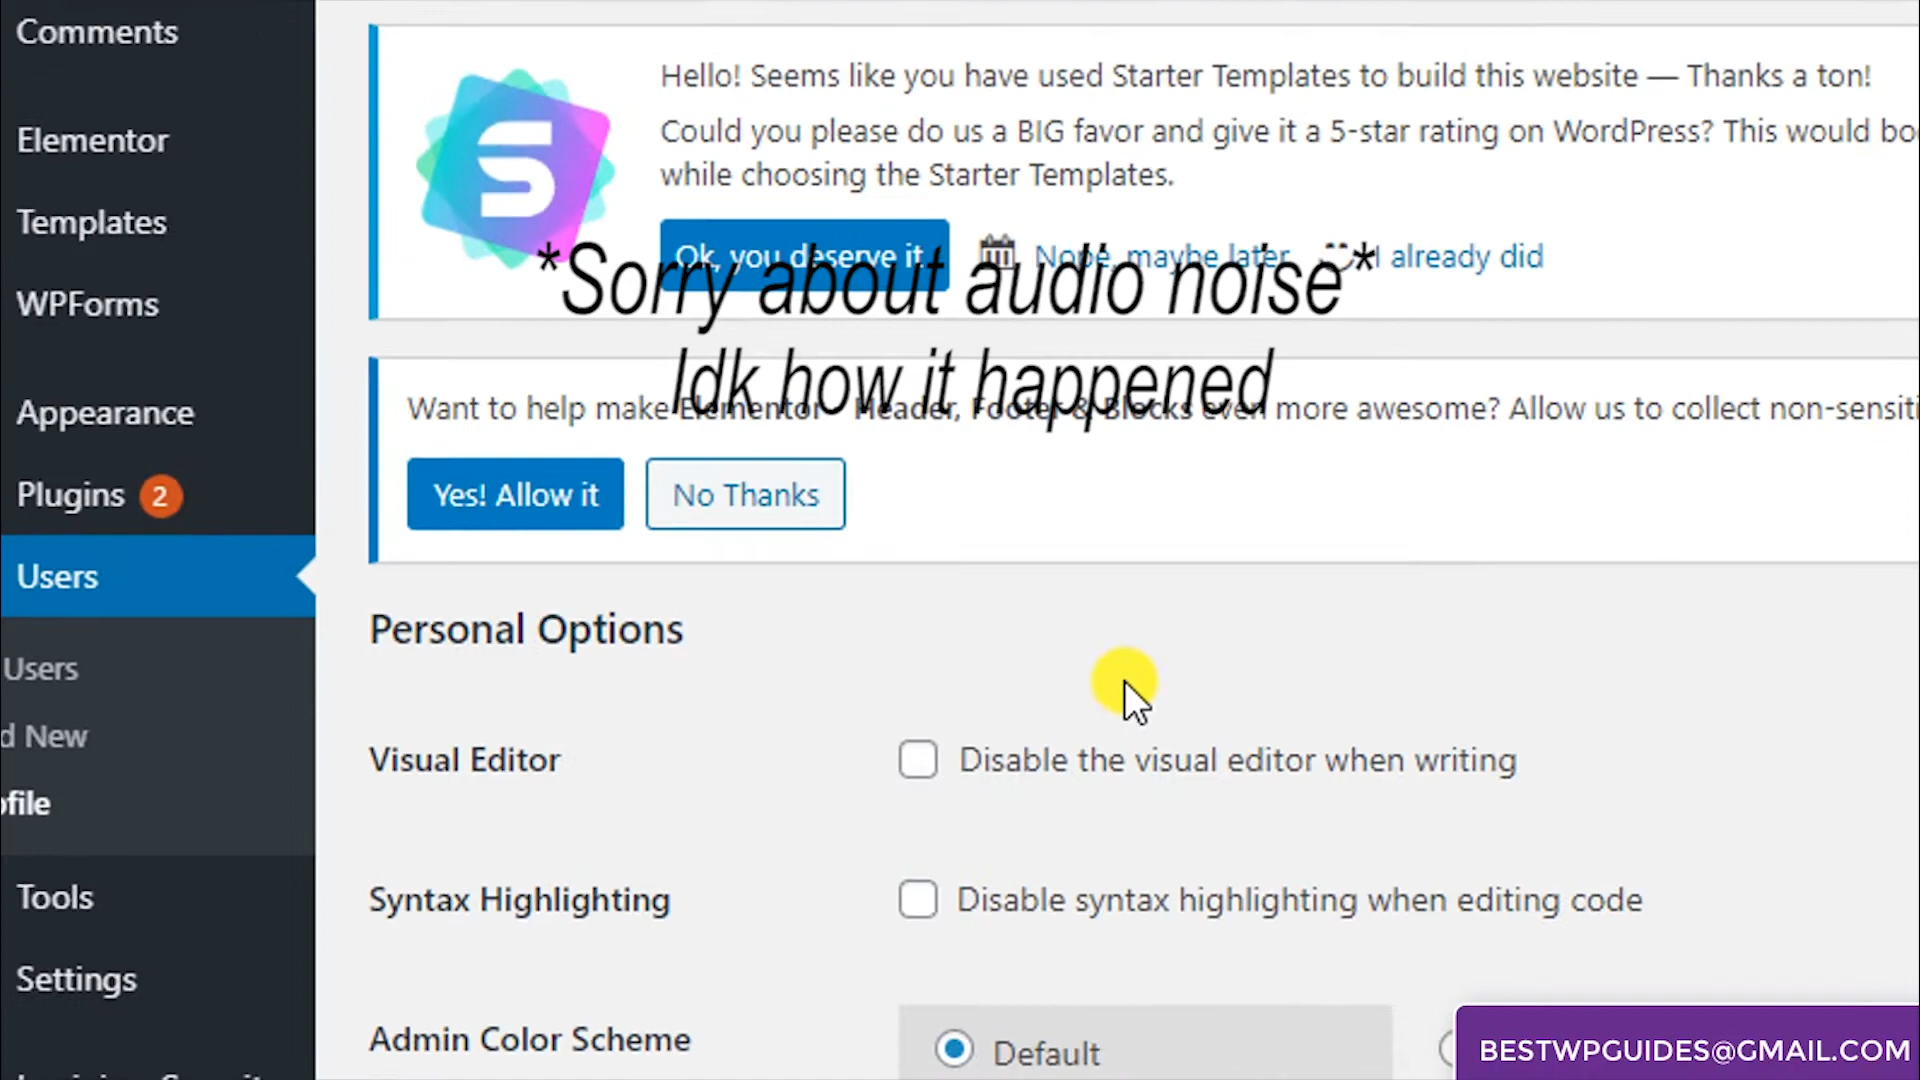 Comments
Elementor
Templates
WPForms
Appearance
Plugins 2
Users
Users
d New
ofile
Tools
Settings
Hello! Seems like you have used Starter Templates to build this website — Thanks a ton!
Could you please do us a BIG favor and give it a 5-star rating on WordPress? This would bo
while choosing the Starter Templates.
Ok, you deserve it
Nope, maybe later
I already did
*Sorry about audio noise*
Idk how it happened
Want to help make Elementor - Header, Footer & Blocks even more awesome? Allow us to collect non-sensiti
Yes! Allow it
No Thanks
Personal Options
Visual Editor
Disable the visual editor when writing
Syntax Highlighting
Disable syntax highlighting when editing code
Admin Color Scheme
Default
BESTWPGUIDES@GMAIL.COM